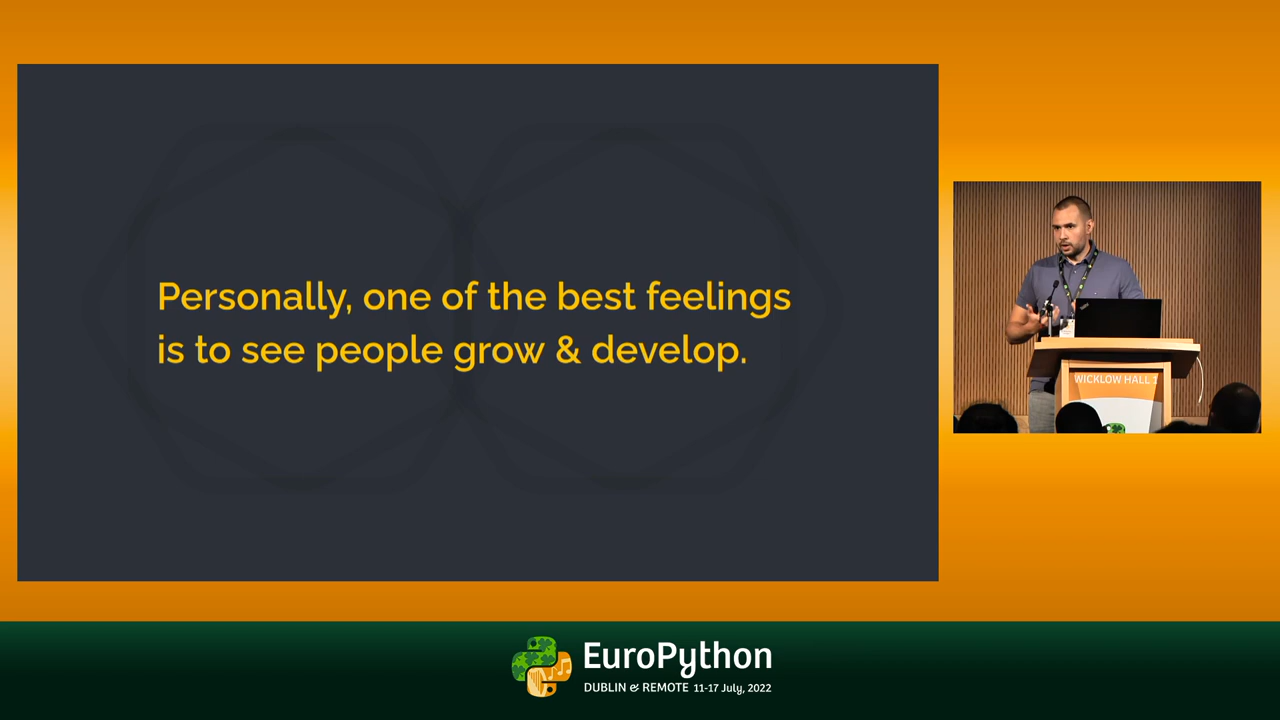 Personally, one of the best feelings
is to see people grow & develop.
WICKLOW HALL 1
EuroPython
DUBLIN & REMOTE 11-17 July, 2022